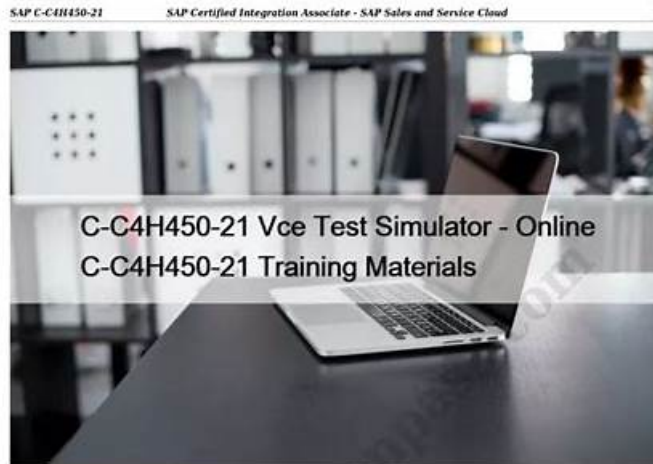 SAP C-C4H450-21 SAP Certified Integration Associate - SAP Sales and Service Cloud
C-C4H450-21 Vce Test Simulator - Online
C-C4H450-21 Training Materials